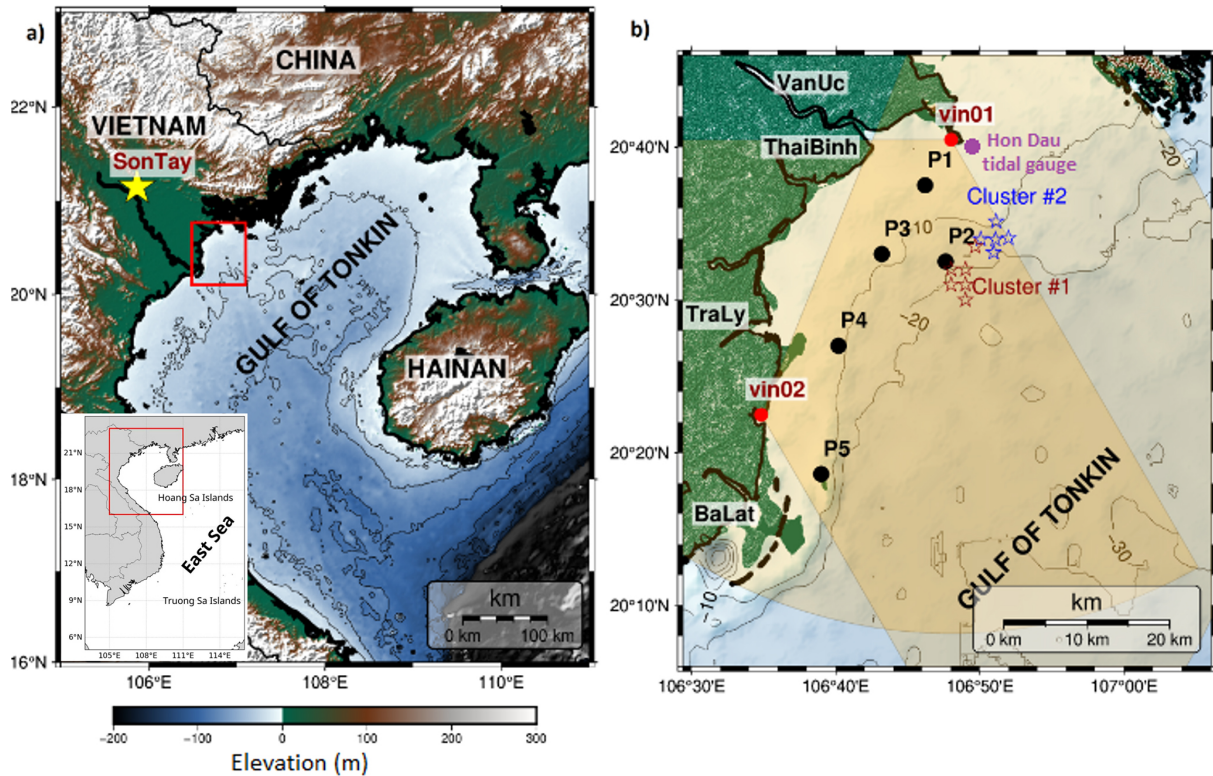 a)
CHINA
22°N
VIETNAM
SonTay
GULF OF TONKIN
20°N
HAINAN
18°N
21°N
18°N
Hoang Sa Islands
15°N
East Sea
12°N
9°N
Truong Sa Islands
6°N
105°E 108°E 111°E 114°E
km
0 km 100 km
16°N
106°E 108°E 110°E
-200 -100 0 100 200 300
Elevation (m)
b)
VanUc
vin01
20°40'N
ThaiBinh
Hon Dau
tidal gauge
-20
P1
Cluster #2
P3
10
P2
Cluster #1
20°30'N
TraLy
-20
P4
vin02
20°20'N
P5
BaLat
GULF OF TONKIN
-30
20°10'N
-10
km
0 km 10 km 20 km
106°30'E 106°40'E 106°50'E 107°00'E